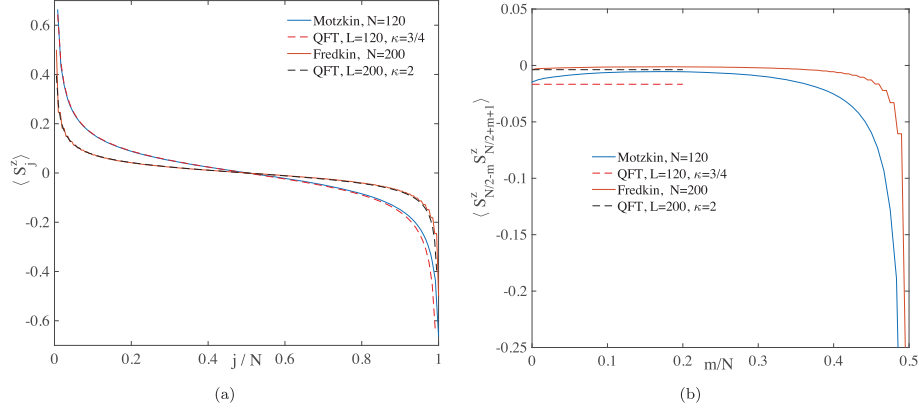 0.6
0.4
0.2
0
-0.2
-0.4
-0.6
⟨ S_j^z ⟩
Motzkin, N=120
QFT, L=120, κ=3/4
Fredkin, N=200
QFT, L=200, κ=2
0 0.2 0.4 0.6 0.8 1
j / N
(a)
0
-0.05
-0.1
-0.15
-0.2
-0.25
⟨ S^z_{N/2-m} S^z_{N/2+m+1} ⟩
Motzkin, N=120
QFT, L=120, κ=3/4
Fredkin, N=200
QFT, L=200, κ=2
0 0.1 0.2 0.3 0.4 0.5
m/N
(b)